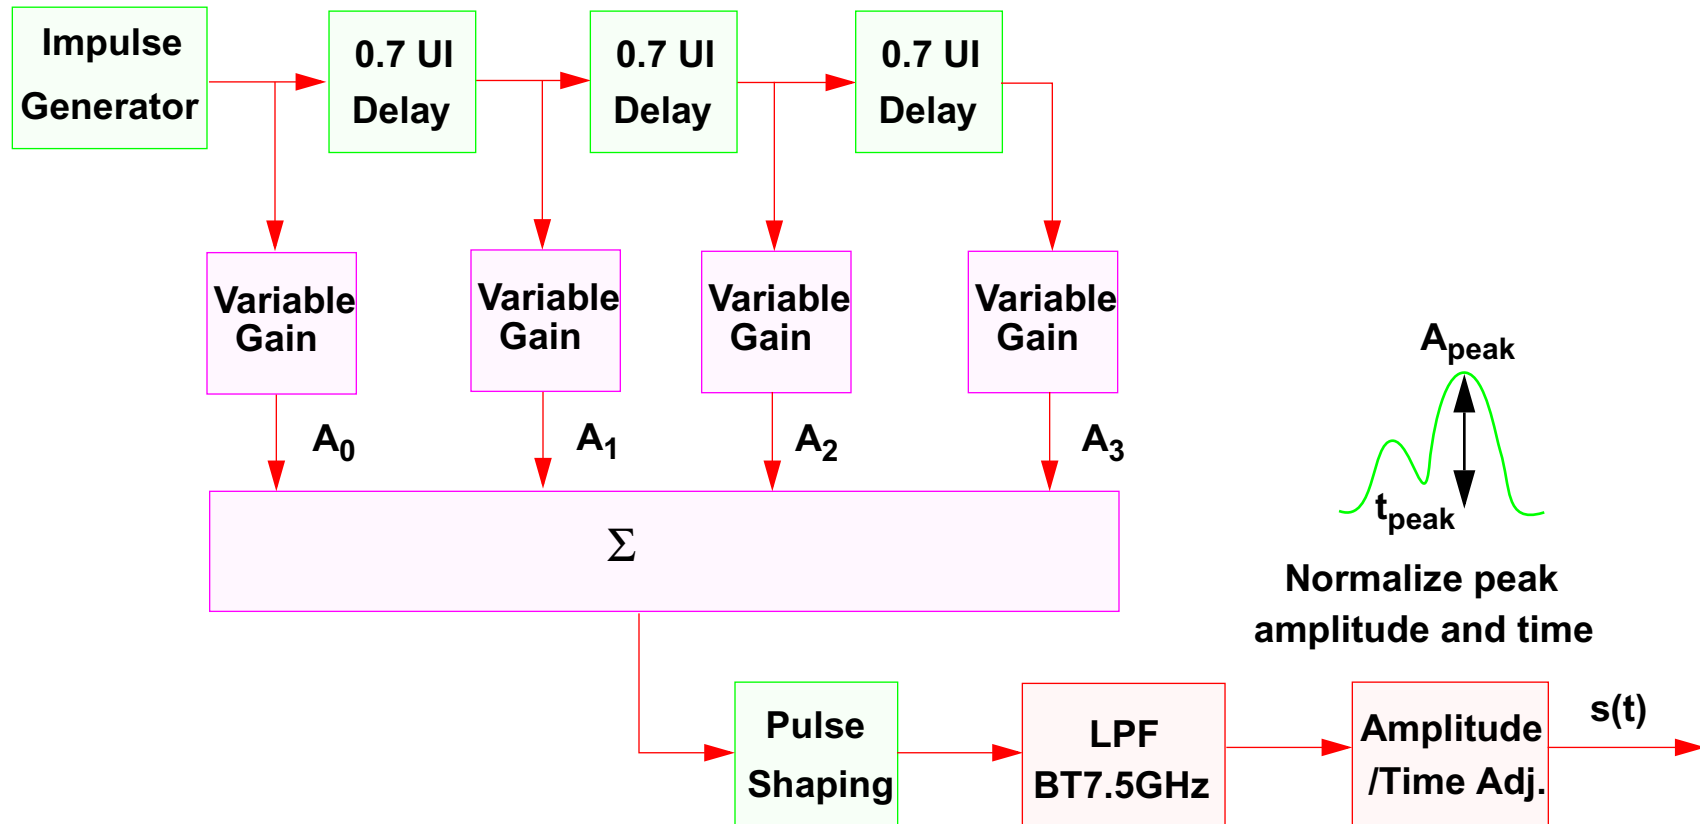 Impulse
Generator
0.7 UI
Delay
0.7 UI
Delay
0.7 UI
Delay
Variable
Gain
Variable
Gain
Variable
Gain
Variable
Gain
A0
A1
A2
A3
Σ
Apeak
tpeak
Normalize peak
amplitude and time
Pulse
Shaping
LPF
BT7.5GHz
Amplitude
/Time Adj.
s(t)